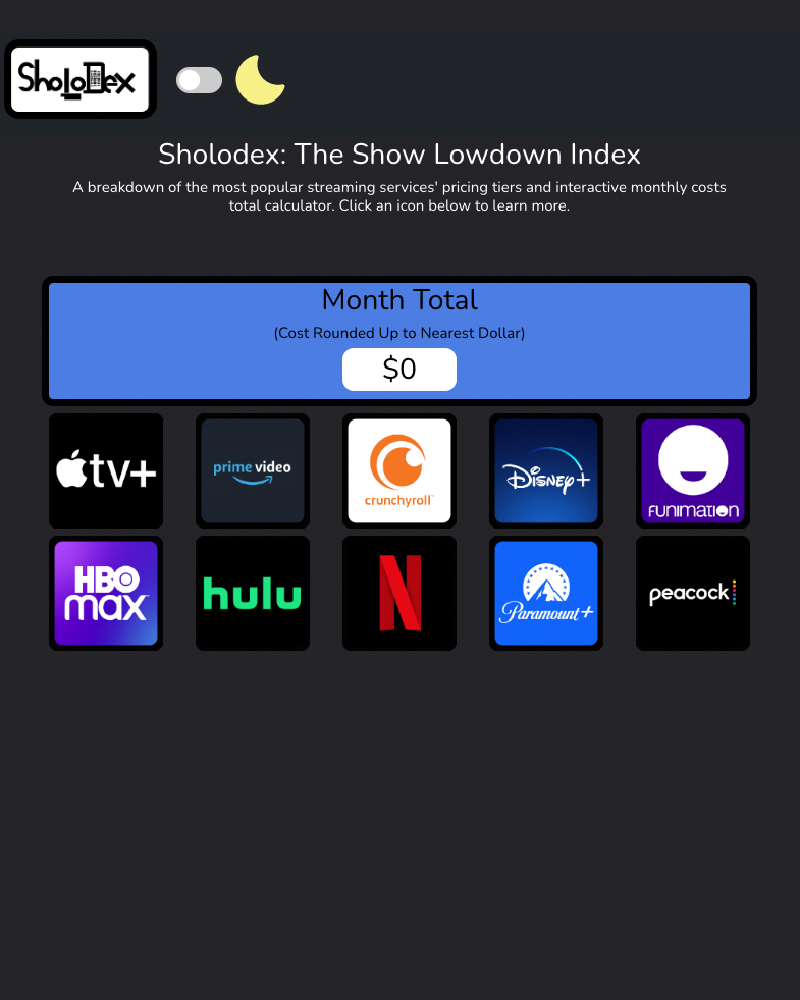 SholoDex
Sholodex: The Show Lowdown Index
A breakdown of the most popular streaming services' pricing tiers and interactive monthly costs
total calculator. Click an icon below to learn more.
Month Total
(Cost Rounded Up to Nearest Dollar)
$0
tv+
prime video
crunchyroll
Disney+
Funimation
HBO
max
hulu
N
Paramount+
peacock